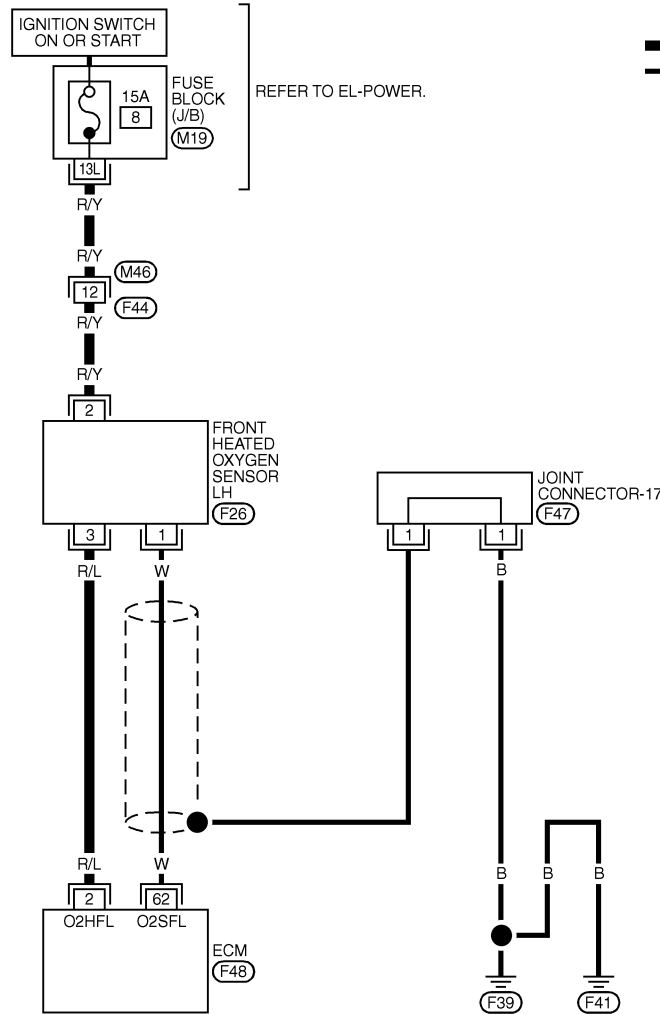 IGNITION SWITCH
ON OR START
15A
8
FUSE
BLOCK
(J/B)
M19
REFER TO EL-POWER.
13L
R/Y
R/Y
M46
12
F44
R/Y
R/Y
2
FRONT
HEATED
OXYGEN
SENSOR
LH
F26
JOINT
CONNECTOR-17
F47
3
1
1
1
R/L
W
B
R/L
W
B
B
B
2
62
O2HFL
O2SFL
ECM
F48
F39
F41